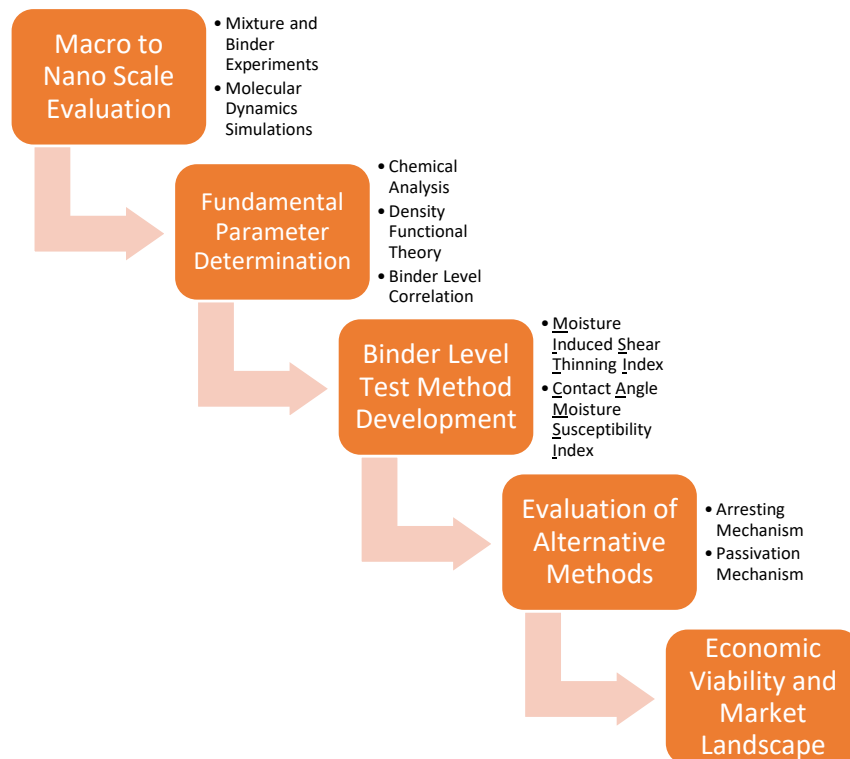 Macro to
Nano Scale
Evaluation
• Mixture and
Binder
Experiments
• Molecular
Dynamics
Simulations
Fundamental
Parameter
Determination
• Chemical
Analysis
• Density
Functional
Theory
• Binder Level
Correlation
Binder Level
Test Method
Development
• Moisture
Induced Shear
Thinning Index
• Contact Angle
Moisture
Susceptibility
Index
Evaluation of
Alternative
Methods
• Arresting
Mechanism
• Passivation
Mechanism
Economic
Viability and
Market
Landscape